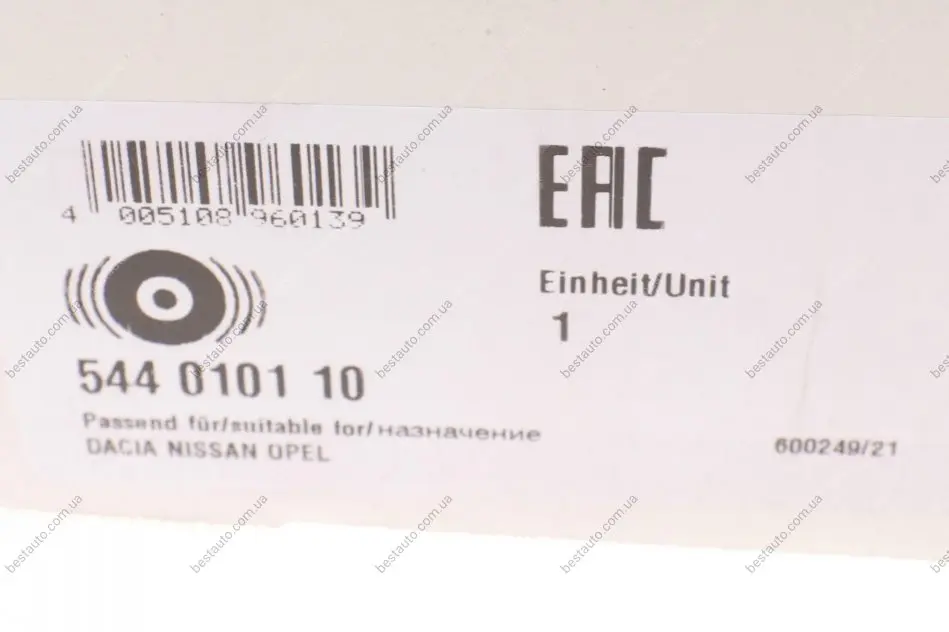 4 005108 960139
EAC
Einheit/Unit
1
544 0101 10
Passend für/suitable for/назначение
DACIA NISSAN OPEL
600249/21
bestauto.com.ua